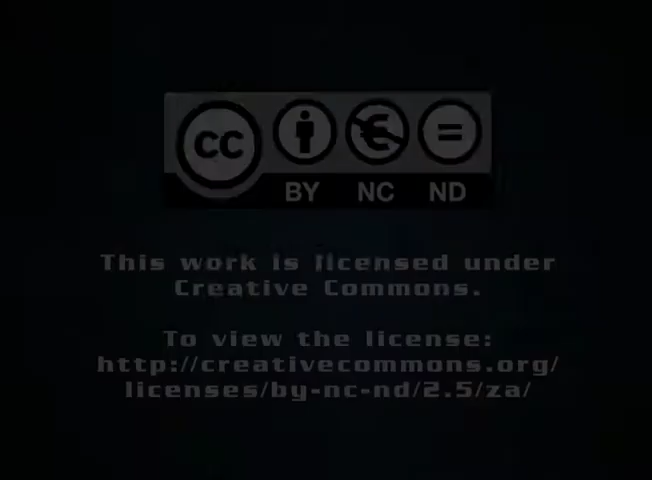 cc
BY NC ND
This work is licensed under
Creative Commons.
To view the license:
http://creativecommons.org/
licenses/by-nc-nd/2.5/za/